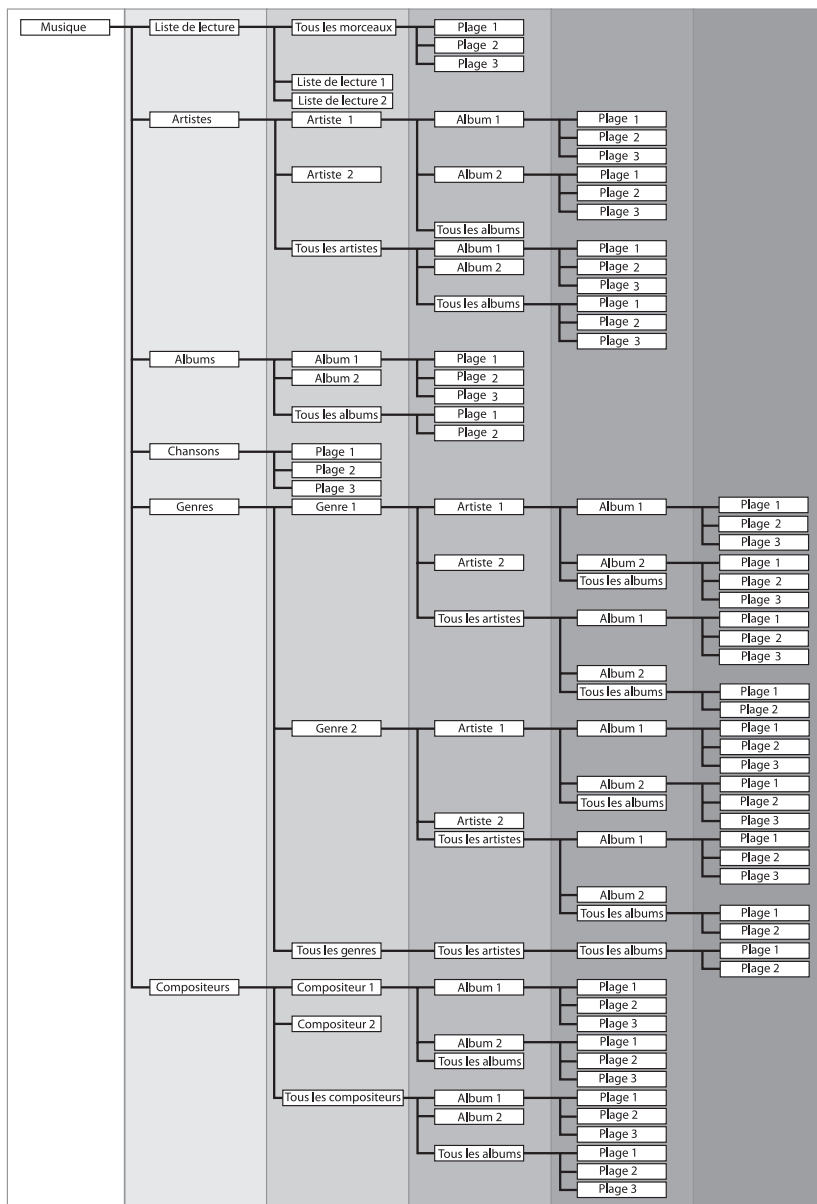 Musique Liste de lecture Tous les morceaux Plage 1
Plage 2
Plage 3
Liste de lecture 1
Liste de lecture 2
Artistes Artiste 1 Album 1 Plage 1
Plage 2
Plage 3
Artiste 2 Album 2 Plage 1
Plage 2
Plage 3
Tous les albums
Tous les artistes Album 1 Plage 1
Album 2 Plage 2
Plage 3
Tous les albums Plage 1
Plage 2
Plage 3
Albums Album 1 Plage 1
Album 2 Plage 2
Plage 3
Tous les albums Plage 1
Plage 2
Chansons Plage 1
Plage 2
Plage 3
Genres Genre 1 Artiste 1 Album 1 Plage 1
Plage 2
Plage 3
Artiste 2 Album 2 Plage 1
Tous les albums Plage 2
Plage 3
Tous les artistes Album 1 Plage 1
Plage 2
Plage 3
Album 2
Tous les albums Plage 1
Plage 2
Genre 2 Artiste 1 Album 1 Plage 1
Plage 2
Plage 3
Album 2 Plage 1
Tous les albums Plage 2
Artiste 2 Plage 3
Tous les artistes Album 1 Plage 1
Plage 2
Plage 3
Album 2
Tous les albums Plage 1
Plage 2
Tous les genres Tous les artistes Tous les albums Plage 1
Plage 2
Compositeurs Compositeur 1 Album 1 Plage 1
Plage 2
Compositeur 2 Plage 3
Album 2 Plage 1
Tous les albums Plage 2
Plage 3
Tous les compositeurs Album 1 Plage 1
Album 2 Plage 2
Plage 3
Tous les albums Plage 1
Plage 2
Plage 3